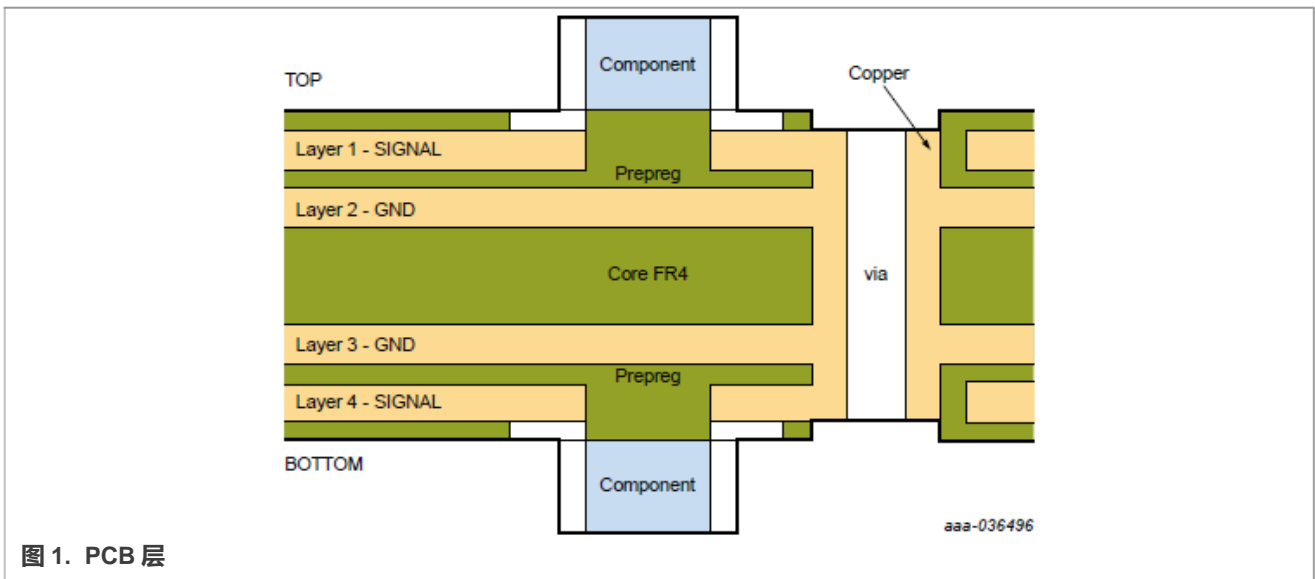 Component
TOP
Copper
Layer 1 - SIGNAL
Prepreg
Layer 2 - GND
Core FR4
via
Layer 3 - GND
Prepreg
Layer 4 - SIGNAL
BOTTOM
Component
aaa-036496
图 1. PCB 层